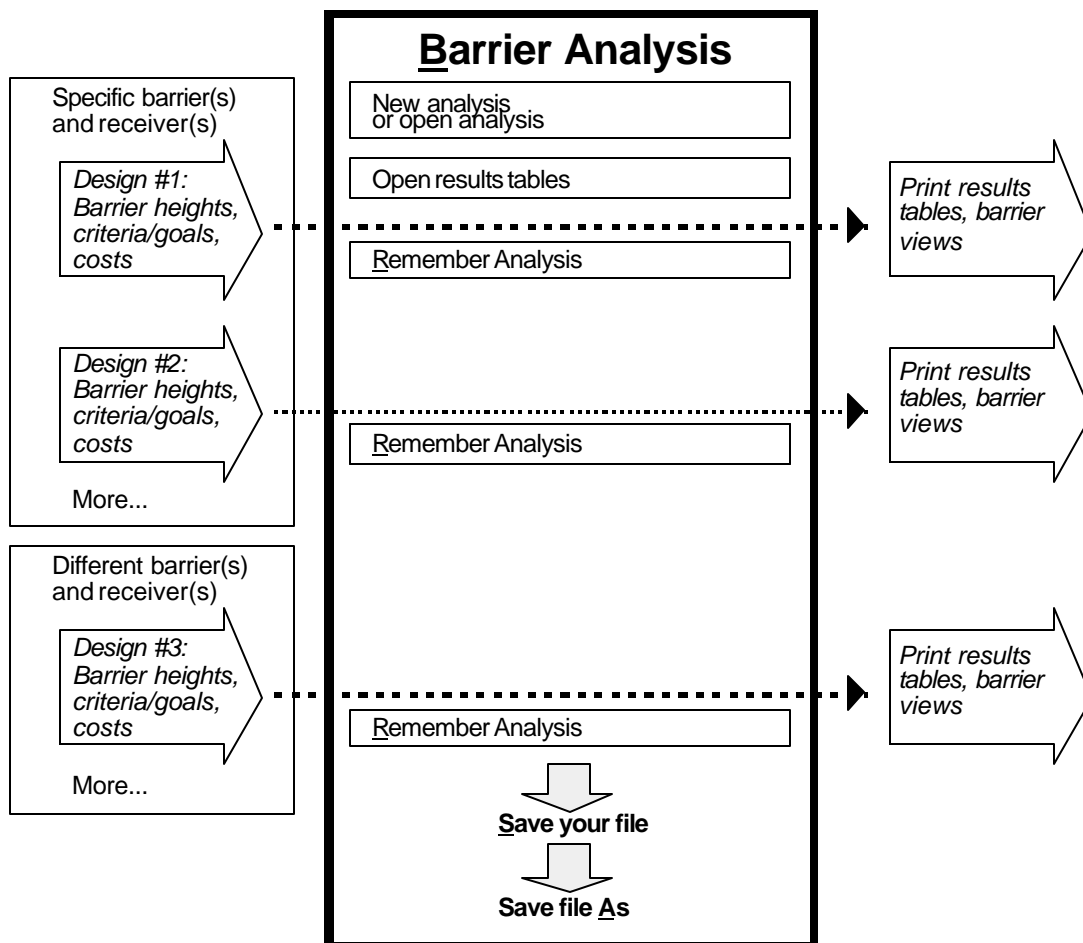 Barrier Analysis
Specific barrier(s)
and receiver(s)
Design #1:
Barrier heights,
criteria/goals,
costs
Design #2:
Barrier heights,
criteria/goals,
costs
More...
Different barrier(s)
and receiver(s)
Design #3:
Barrier heights,
criteria/goals,
costs
More...
New analysis
or open analysis
Open results tables
Remember Analysis
Remember Analysis
Remember Analysis
Save your file
Save file As
Print results
tables, barrier
views
Print results
tables, barrier
views
Print results
tables, barrier
views